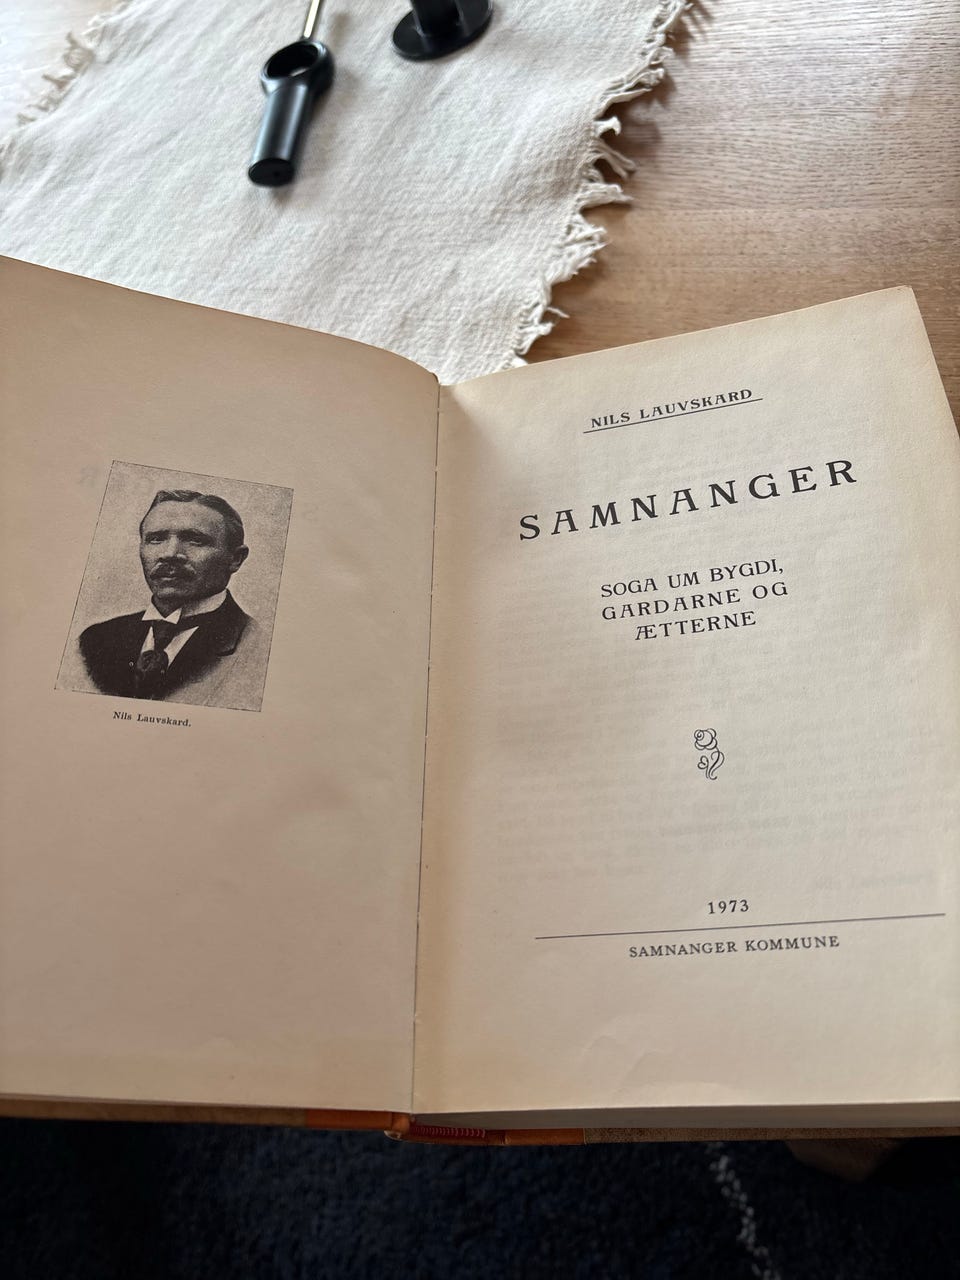 Nils Lauvskard.
NILS LAUVSKARD
SAMNANGER
SOGA UM BYGDI,
GARDARNE OG
ÆTTERNE
1973
SAMNANGER KOMMUNE